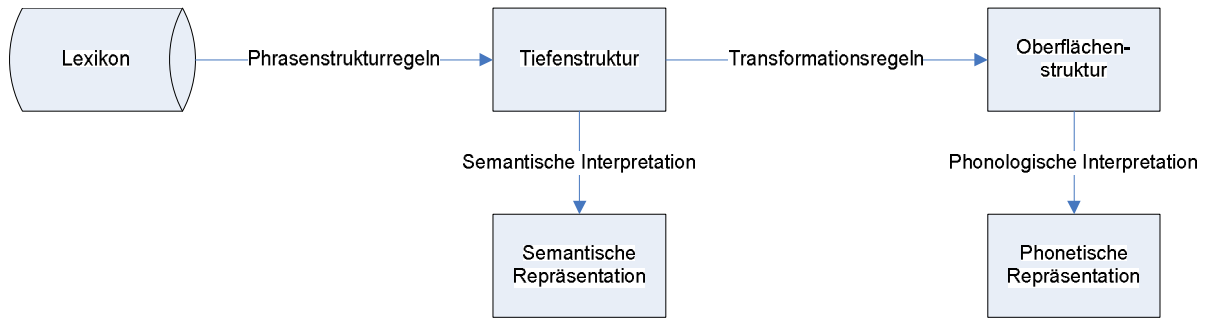 Lexikon
Phrasenstrukturregeln
Tiefenstruktur
Transformationsregeln
Oberflächen-
struktur
Semantische Interpretation
Phonologische Interpretation
Semantische
Repräsentation
Phonetische
Repräsentation